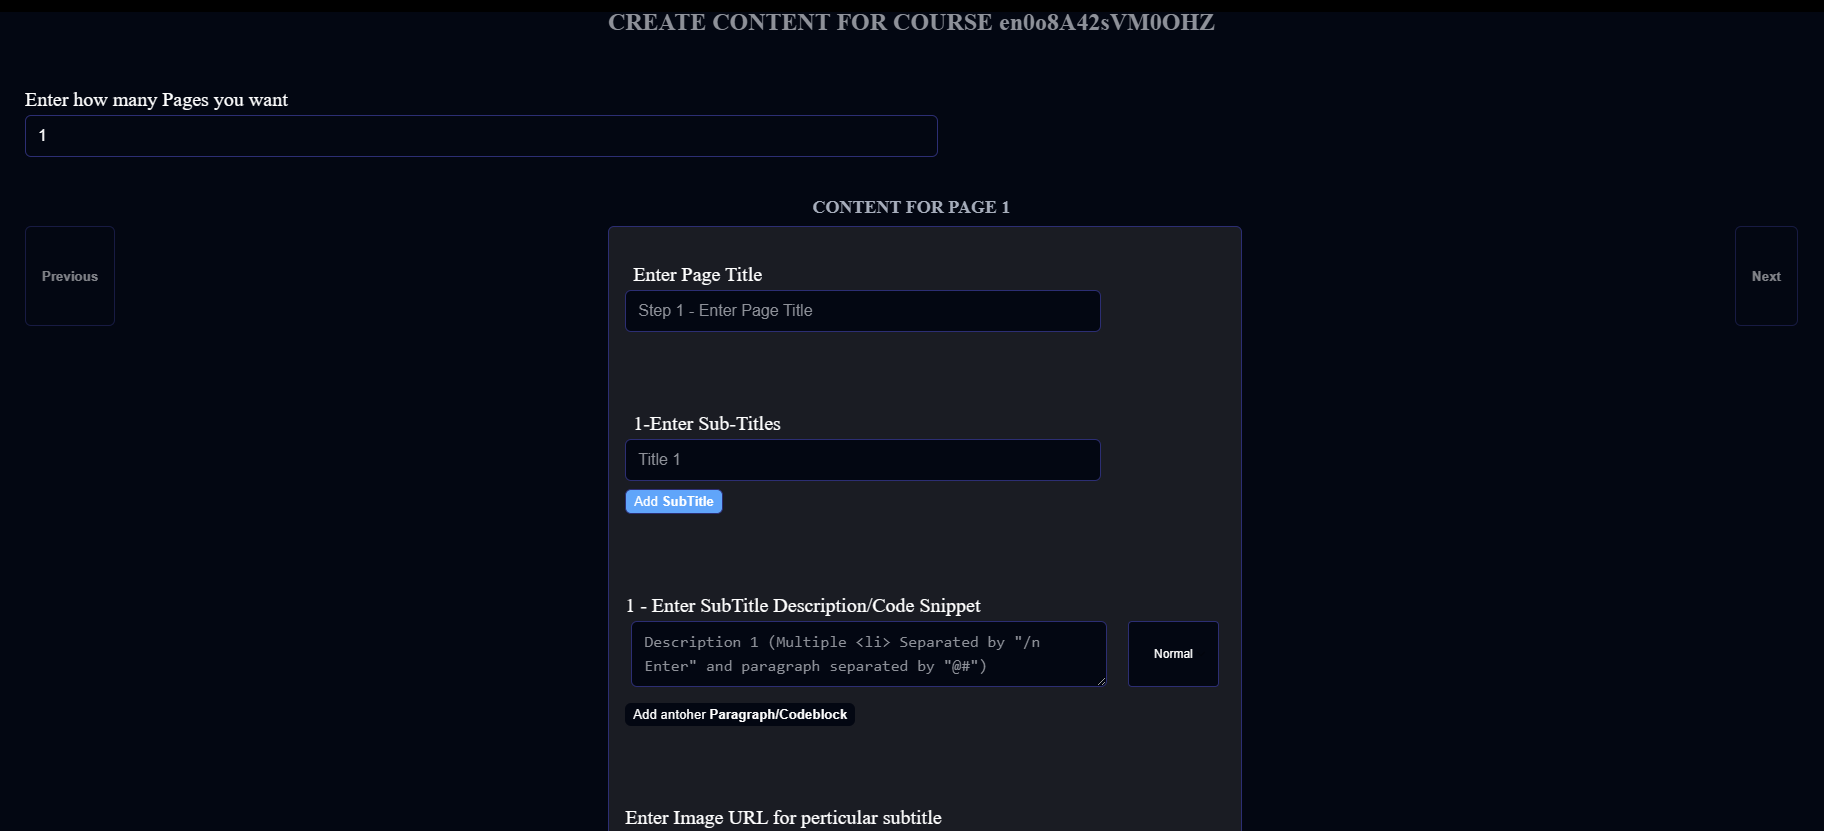 CREATE CONTENT FOR COURSE en0o8A42sVM0OHZ
Enter how many Pages you want
1
CONTENT FOR PAGE 1
Previous
Next
Enter Page Title
Step 1 - Enter Page Title
1-Enter Sub-Titles
Title 1
Add SubTitle
1 - Enter SubTitle Description/Code Snippet
Description 1 (Multiple <li> Separated by "/n
Enter" and paragraph separated by "@#")
Normal
Add antoher Paragraph/Codeblock
Enter Image URL for perticular subtitle